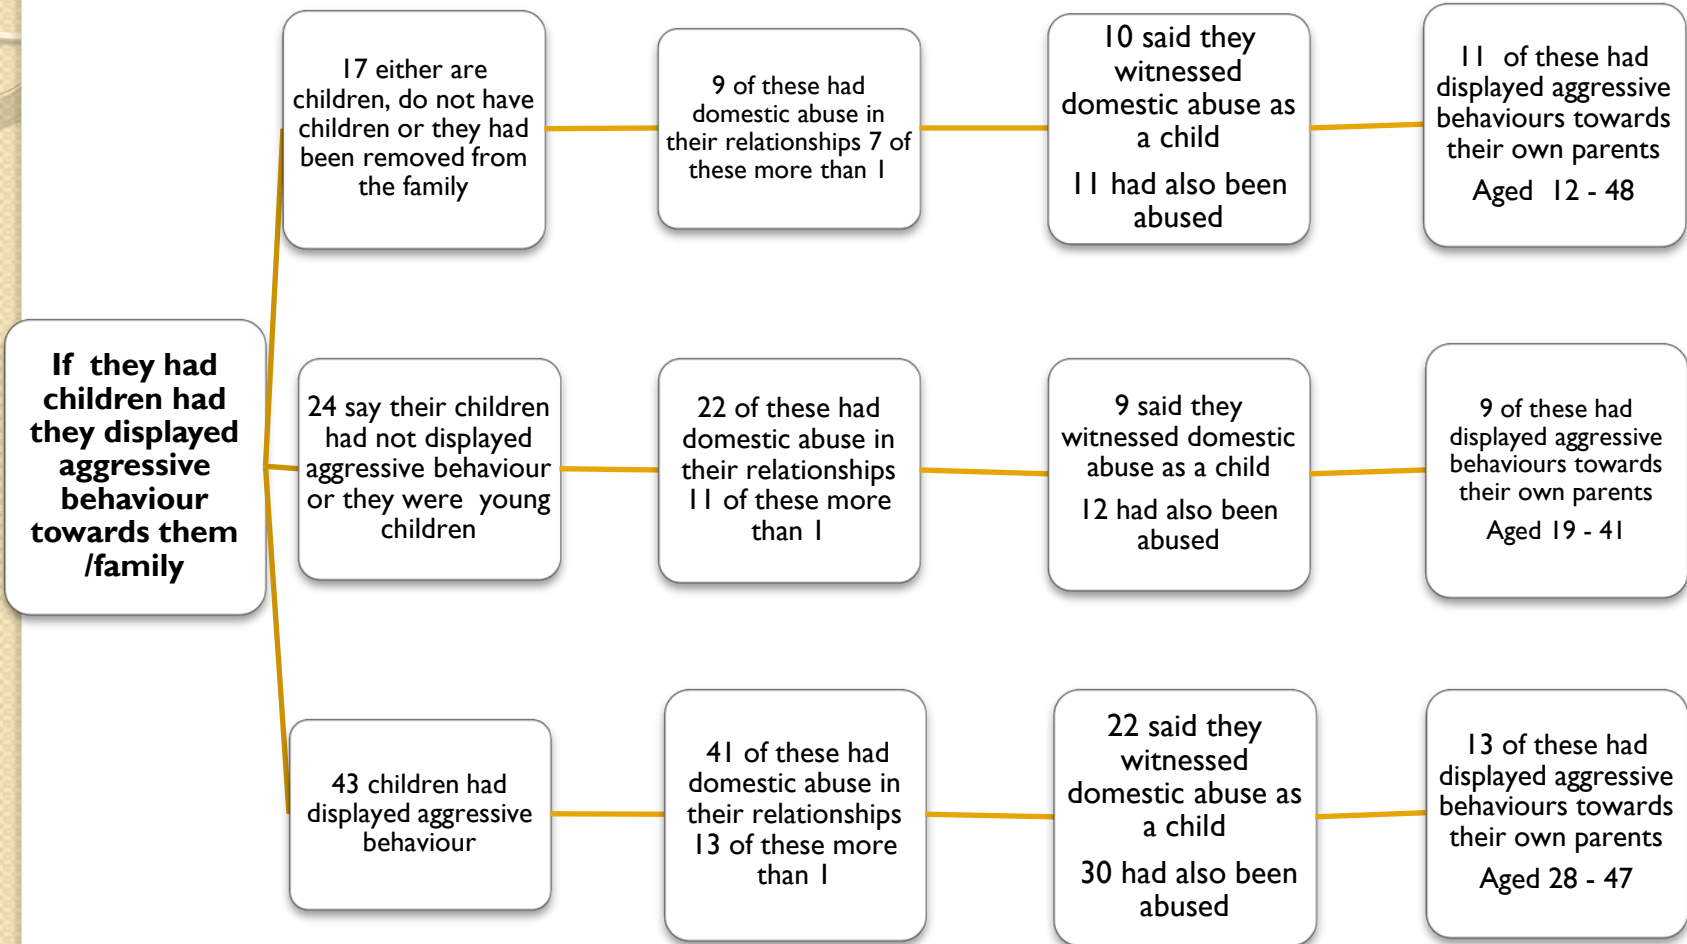 If they had
children had
they displayed
aggressive
behaviour
towards them
/family
17 either are
children, do not have
children or they had
been removed from
the family
9 of these had
domestic abuse in
their relationships 7 of
these more than 1
10 said they
witnessed
domestic abuse as
a child
11 had also been
abused
11 of these had
displayed aggressive
behaviours towards
their own parents
Aged 12 - 48
24 say their children
had not displayed
aggressive behaviour
or they were young
children
22 of these had
domestic abuse in
their relationships
11 of these more
than 1
9 said they
witnessed domestic
abuse as a child
12 had also been
abused
9 of these had
displayed aggressive
behaviours towards
their own parents
Aged 19 - 41
43 children had
displayed aggressive
behaviour
41 of these had
domestic abuse in
their relationships
13 of these more
than 1
22 said they
witnessed
domestic abuse as
a child
30 had also been
abused
13 of these had
displayed aggressive
behaviours towards
their own parents
Aged 28 - 47